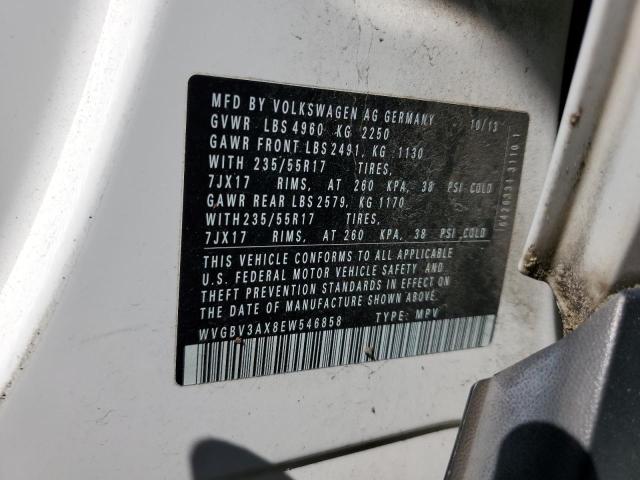 MFD BY VOLKSWAGEN AG GERMANY 10/13
GVWR LBS 4960 KG 2250
GAWR FRONT LBS 2491, KG 1130
WITH 235/55R17 TIRES,
7JX17 RIMS, AT 260 KPA, 38 PSI COLD
GAWR REAR LBS 2579, KG 1170
WITH 235/55R17 TIRES,
7JX17 RIMS, AT 260 KPA, 38 PSI COLD
THIS VEHICLE CONFORMS TO ALL APPLICABLE
U.S. FEDERAL MOTOR VEHICLE SAFETY AND
THEFT PREVENTION STANDARDS IN EFFECT ON
THE DATE OF MANUFACTURE SHOWN ABOVE.
WVGBV3AX8EW546858 TYPE: MPV